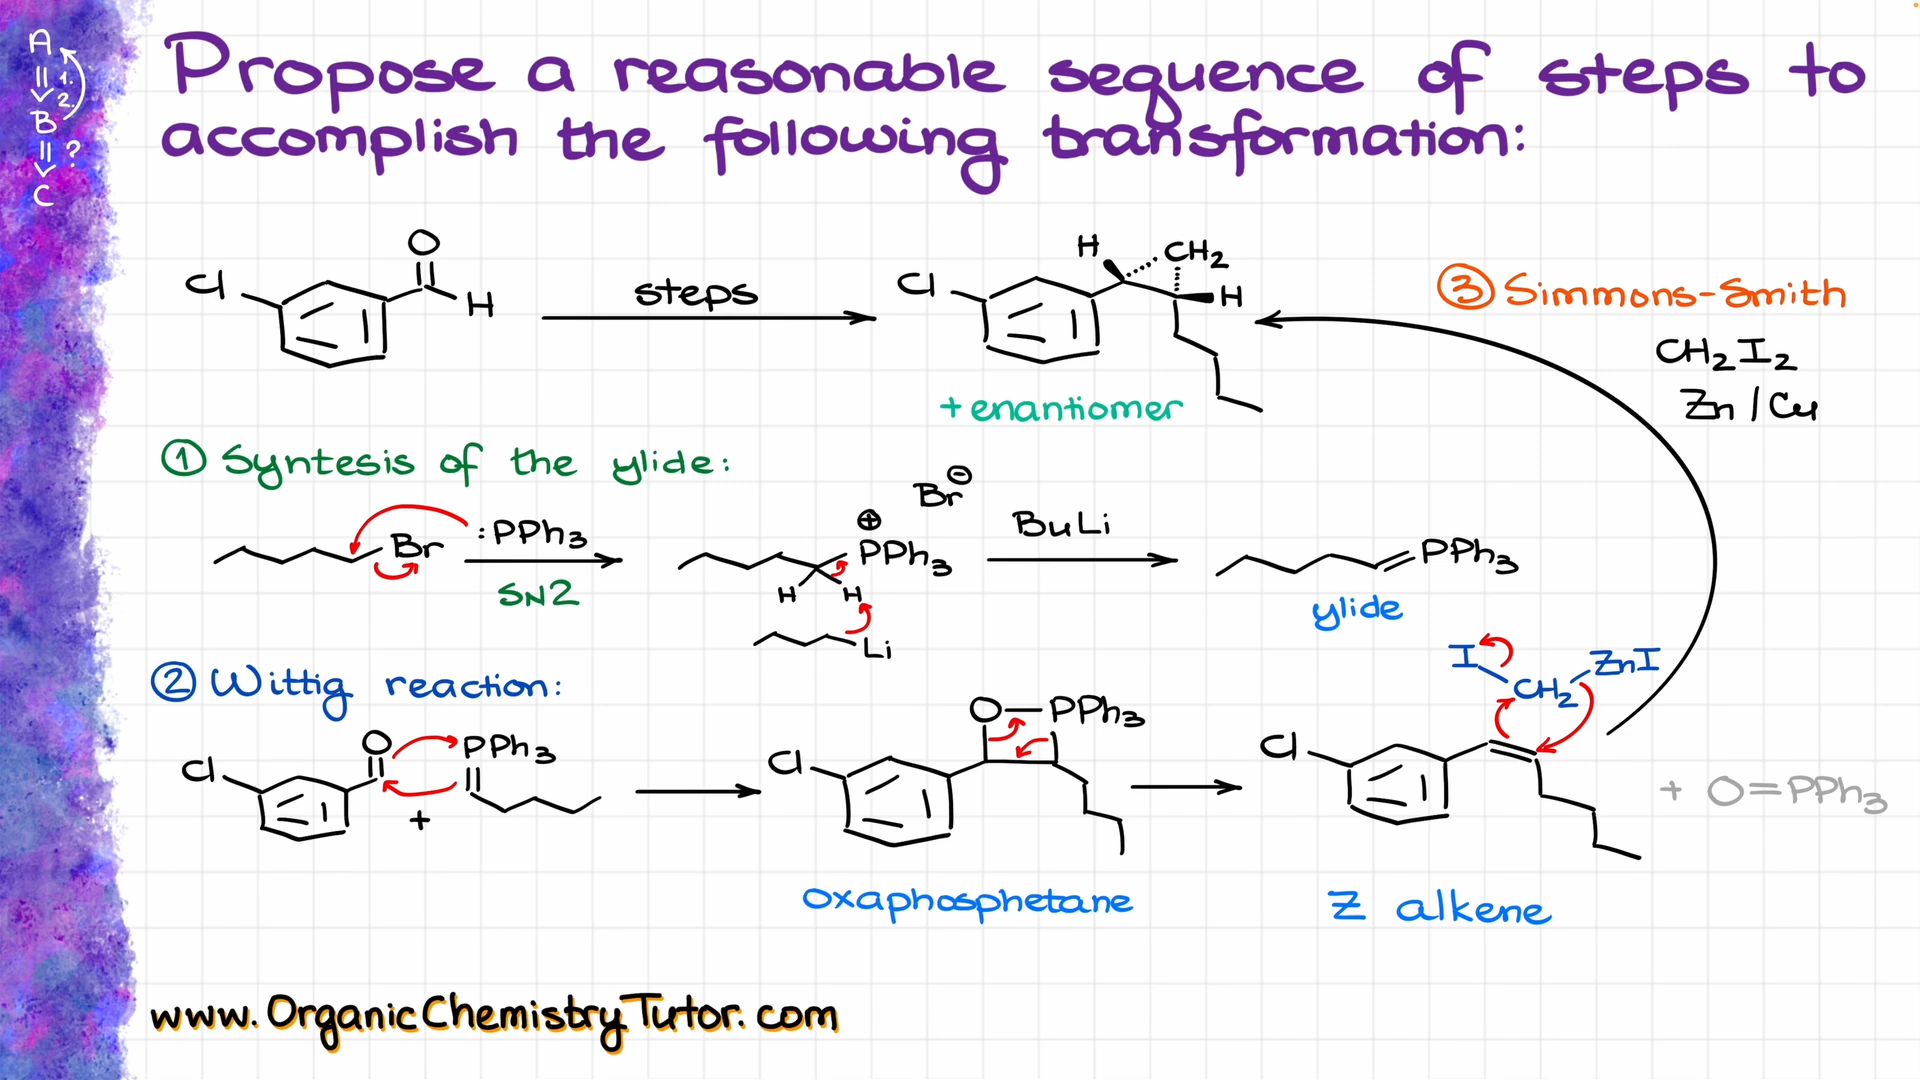 A
1.
2.
B
?
C
Propose a reasonable sequence of steps to
accomplish the following transformation:
Cl O H
steps
Cl H CH2 H
+ enantiomer
③ Simmons-Smith
CH2I2
Zn / Cu
① Syntesis of the ylide:
Br
:PPh3
SN2
⊕ PPh3 Br⊖
H H
Li
BuLi
PPh3
ylide
② Wittig reaction:
Cl O PPh3
+
Cl O—PPh3
oxaphosphetane
I CH2 ZnI
Cl
+ O=PPh3
Z alkene
www.OrganicChemistryTutor.com